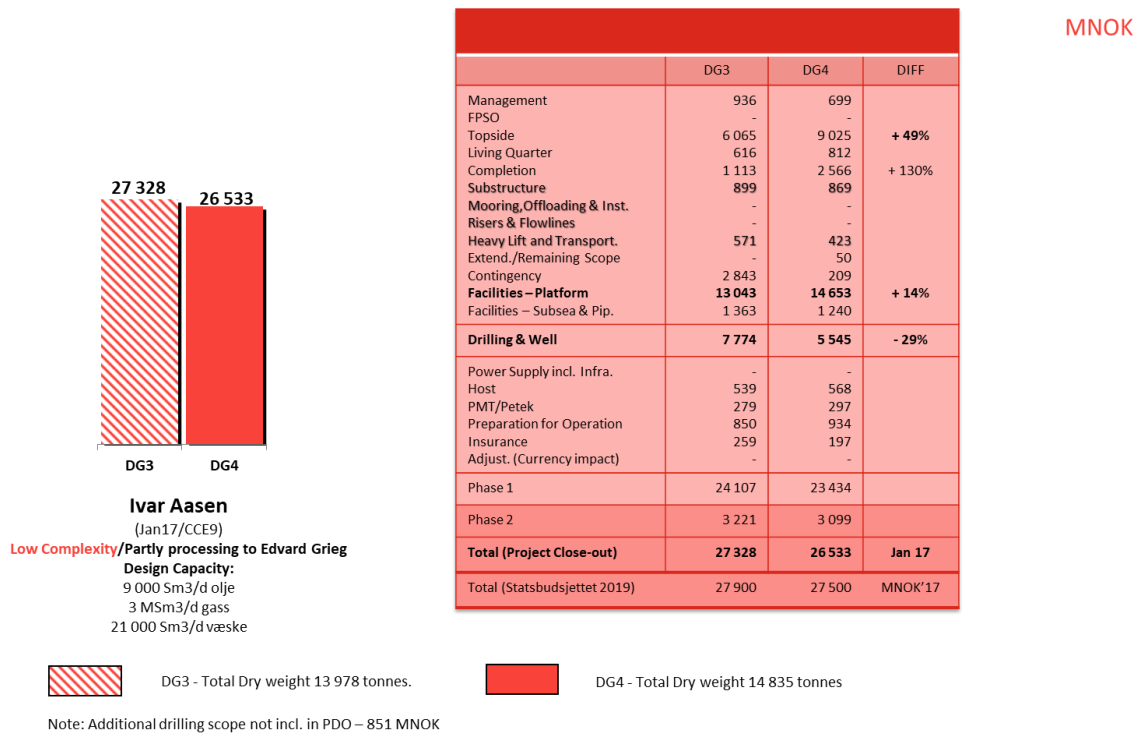 MNOK
DG3 DG4 DIFF
Management 936 699
FPSO - -
Topside 6 065 9 025 + 49%
Living Quarter 616 812
Completion 1 113 2 566 + 130%
Substructure 899 869
Mooring,Offloading & Inst. - -
Risers & Flowlines - -
Heavy Lift and Transport. 571 423
Extend./Remaining Scope - 50
Contingency 2 843 209
Facilities – Platform 13 043 14 653 + 14%
Facilities – Subsea & Pip. 1 363 1 240
Drilling & Well 7 774 5 545 - 29%
Power Supply incl. Infra. - -
Host 539 568
PMT/Petek 279 297
Preparation for Operation 850 934
Insurance 259 197
Adjust. (Currency impact) - -
Phase 1 24 107 23 434
Phase 2 3 221 3 099
Total (Project Close-out) 27 328 26 533 Jan 17
Total (Statsbudsjettet 2019) 27 900 27 500 MNOK'17
27 328 26 533
DG3 DG4
Ivar Aasen
(Jan17/CCE9)
Low Complexity/Partly processing to Edvard Grieg
Design Capacity:
9 000 Sm3/d olje
3 MSm3/d gass
21 000 Sm3/d væske
DG3 - Total Dry weight 13 978 tonnes.
DG4 - Total Dry weight 14 835 tonnes
Note: Additional drilling scope not incl. in PDO – 851 MNOK